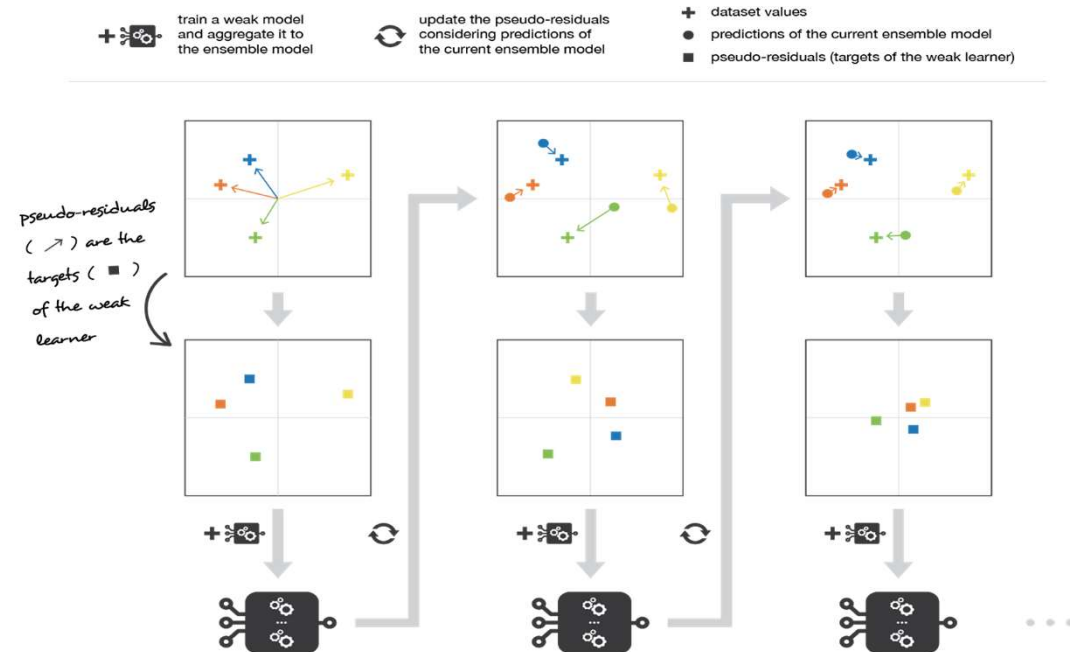 train a weak model
and aggregate it to
the ensemble model
update the pseudo-residuals
considering predictions of
the current ensemble model
dataset values
predictions of the current ensemble model
pseudo-residuals (targets of the weak learner)
pseudo-residuals
( ↗ ) are the
targets ( ■ )
of the weak
learner